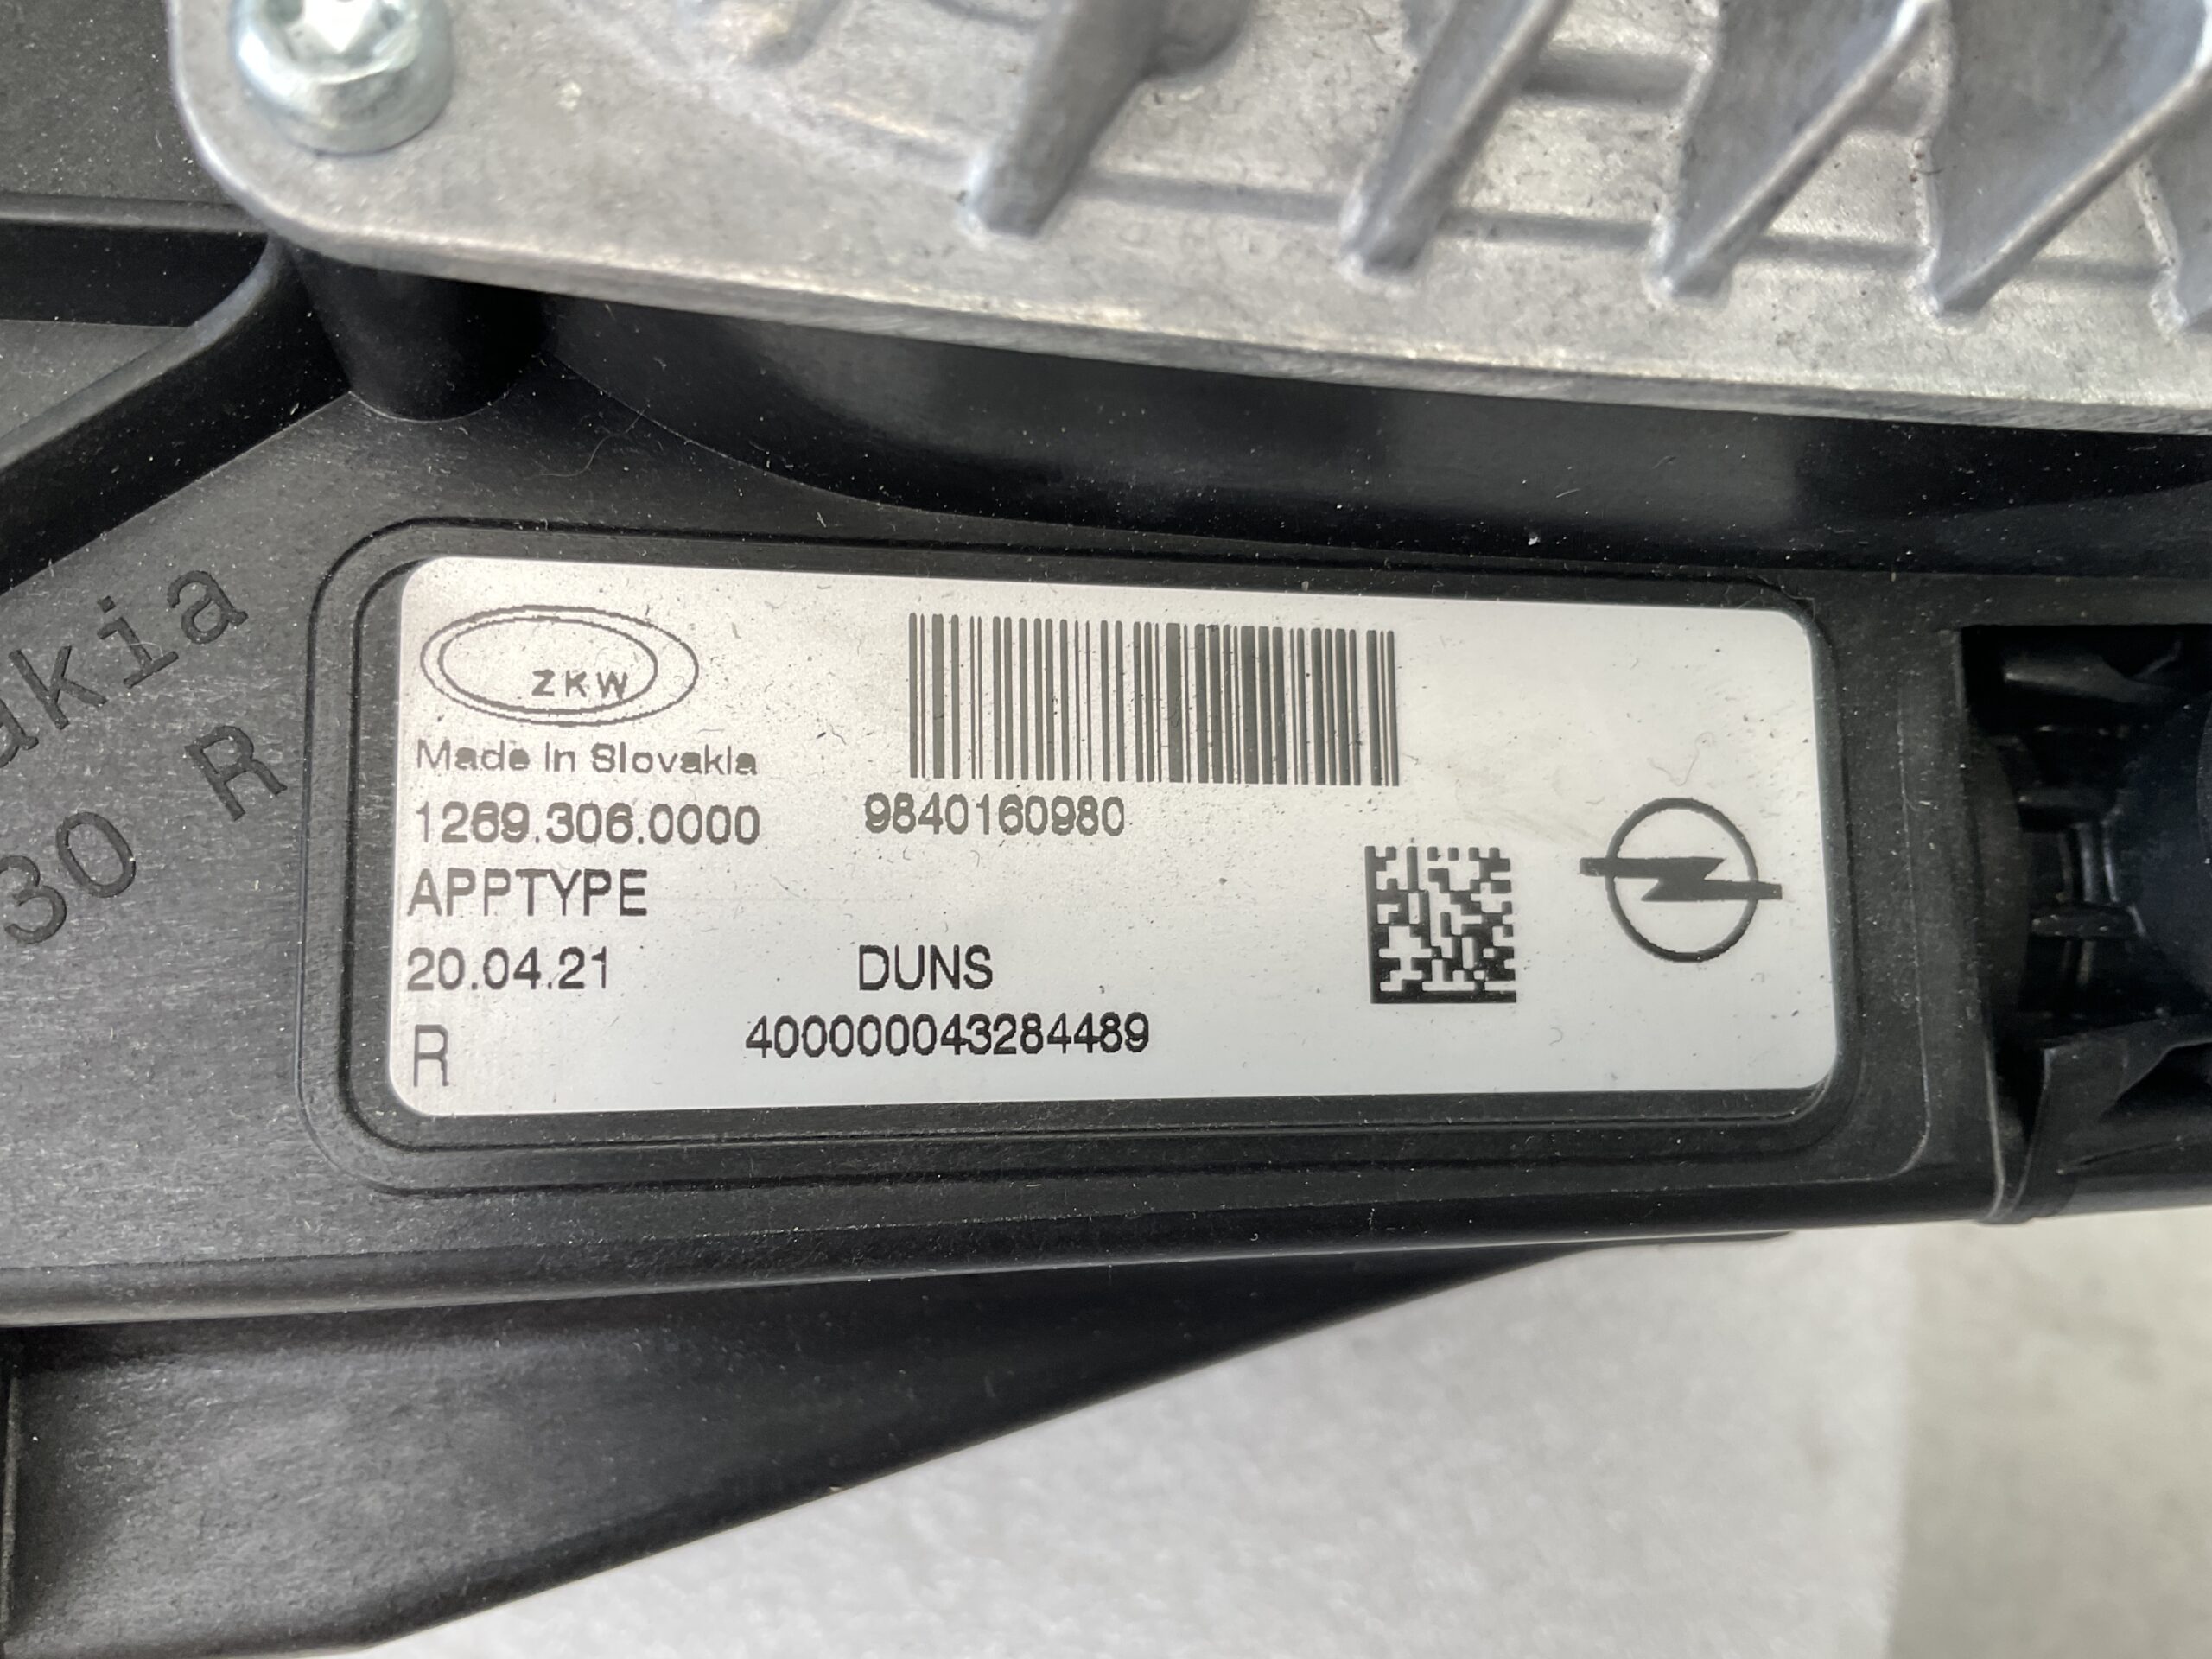 ZKW
Made In Slovakia
1269.306.0000
9840160980
APPTYPE
20.04.21
DUNS
R
400000043284489
akia
30 R